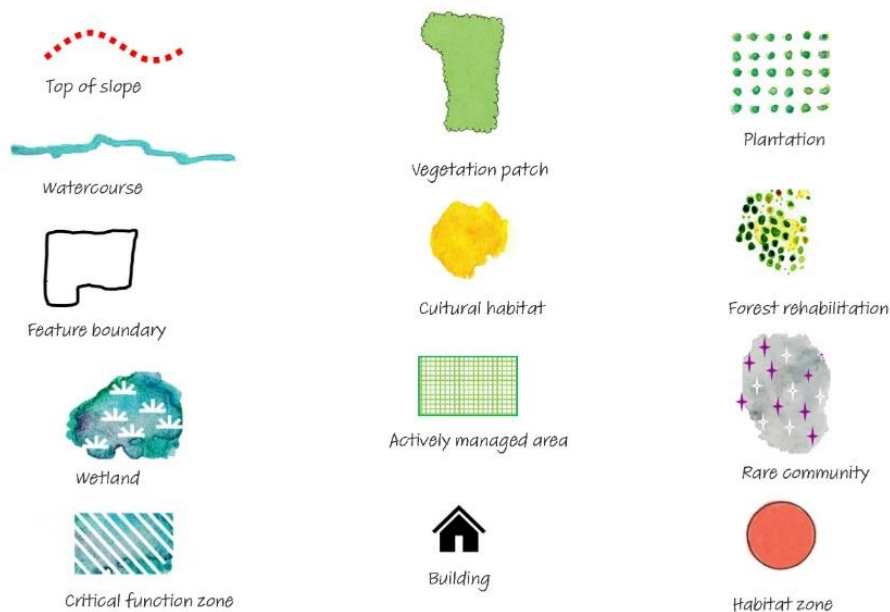 Top of slope
Watercourse
Feature boundary
Wetland
Critical function zone
Vegetation patch
Cultural habitat
Actively managed area
Building
Plantation
Forest rehabilitation
Rare community
Habitat zone